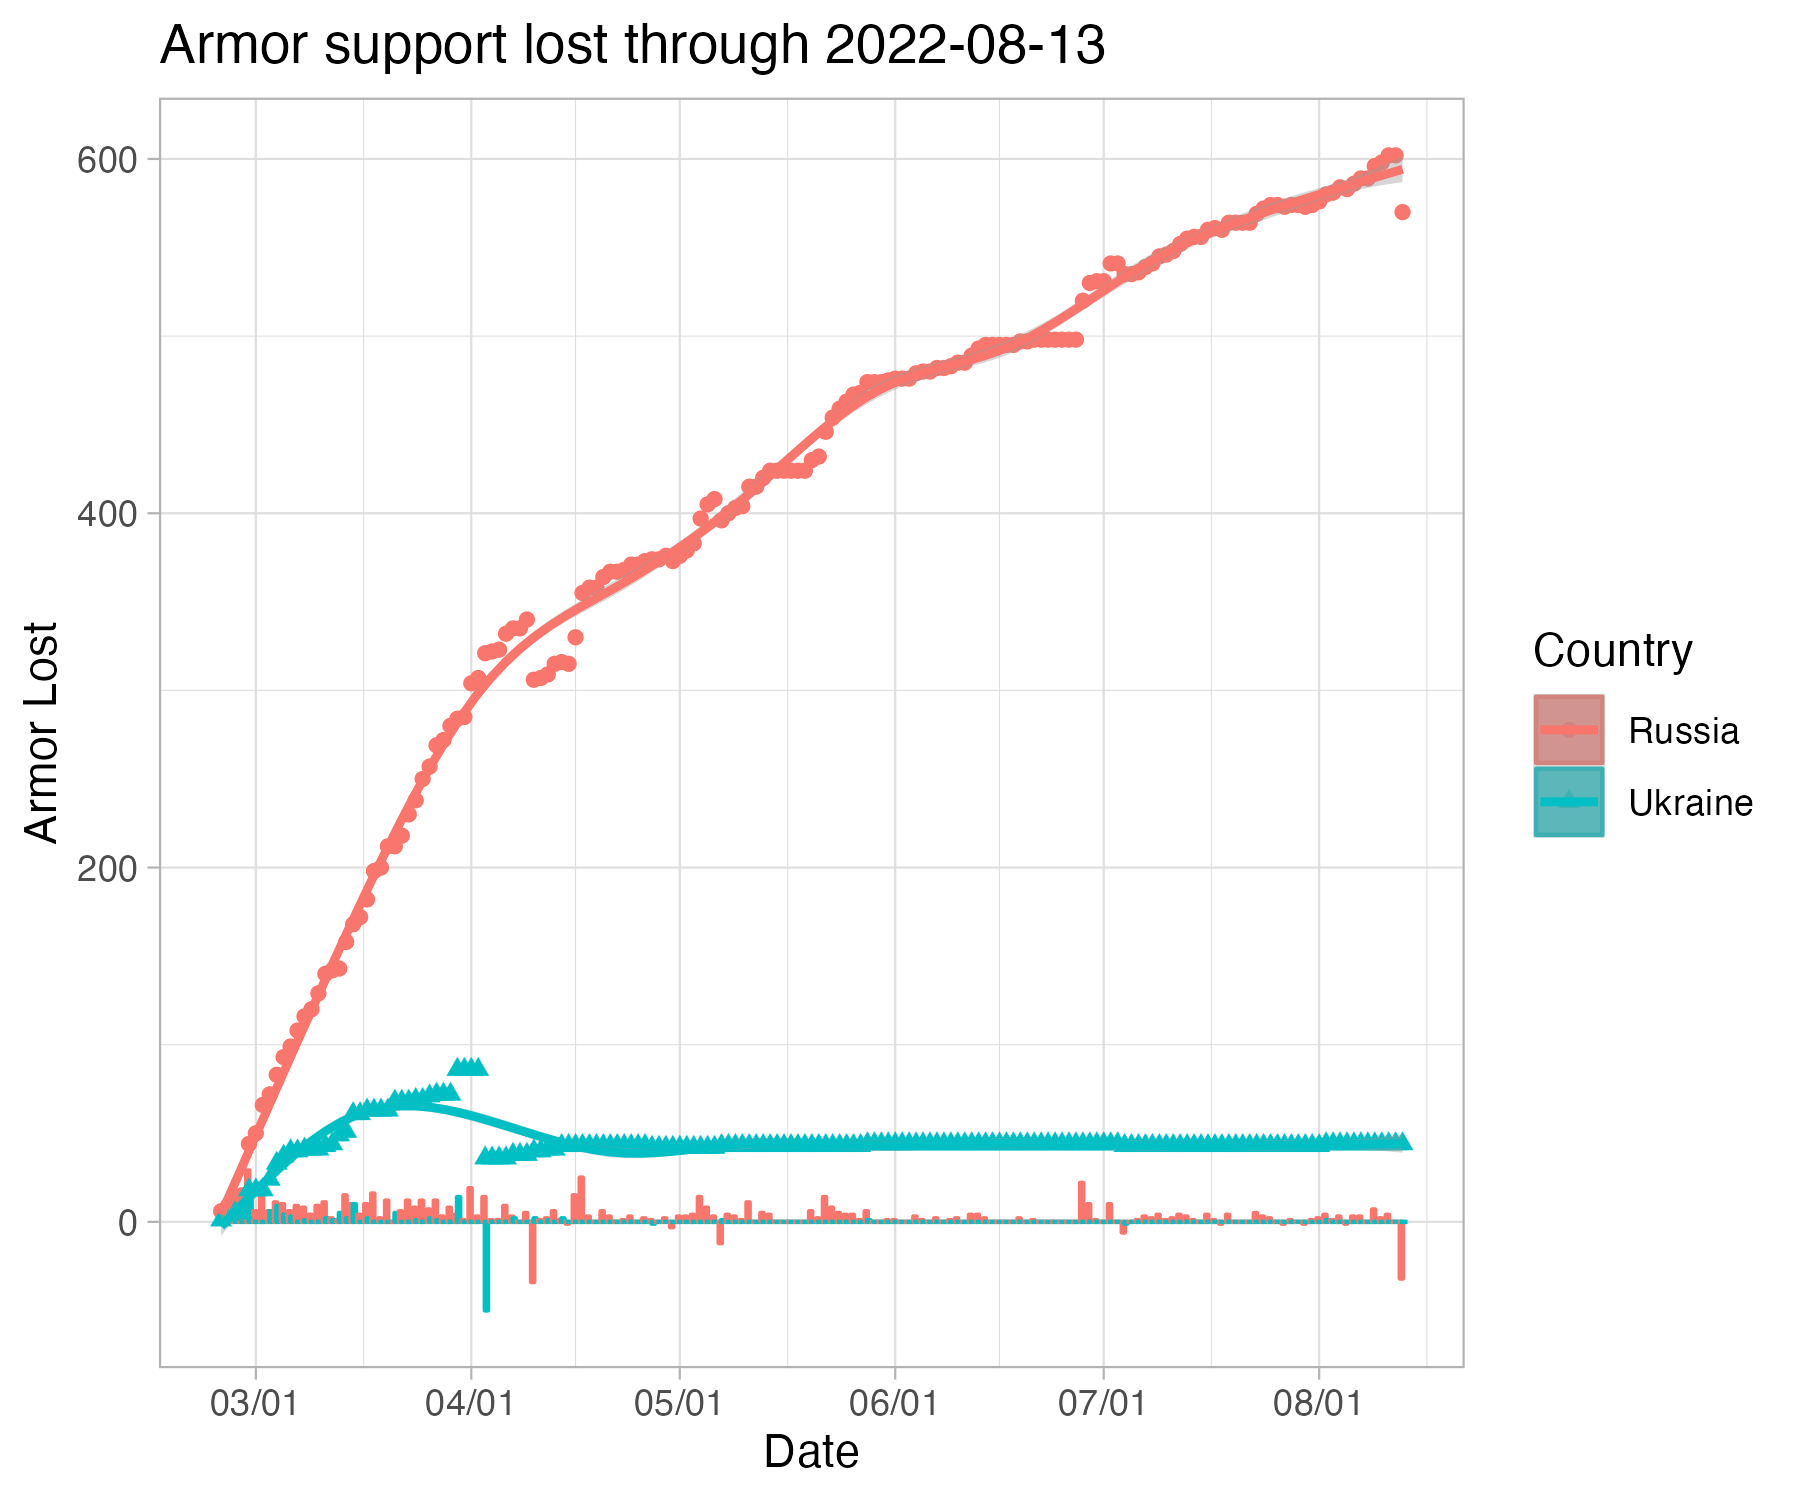 Armor support lost through 2022-08-13
Armor Lost
600
400
200
0
03/01
04/01
05/01
06/01
07/01
08/01
Date
Country
Russia
Ukraine